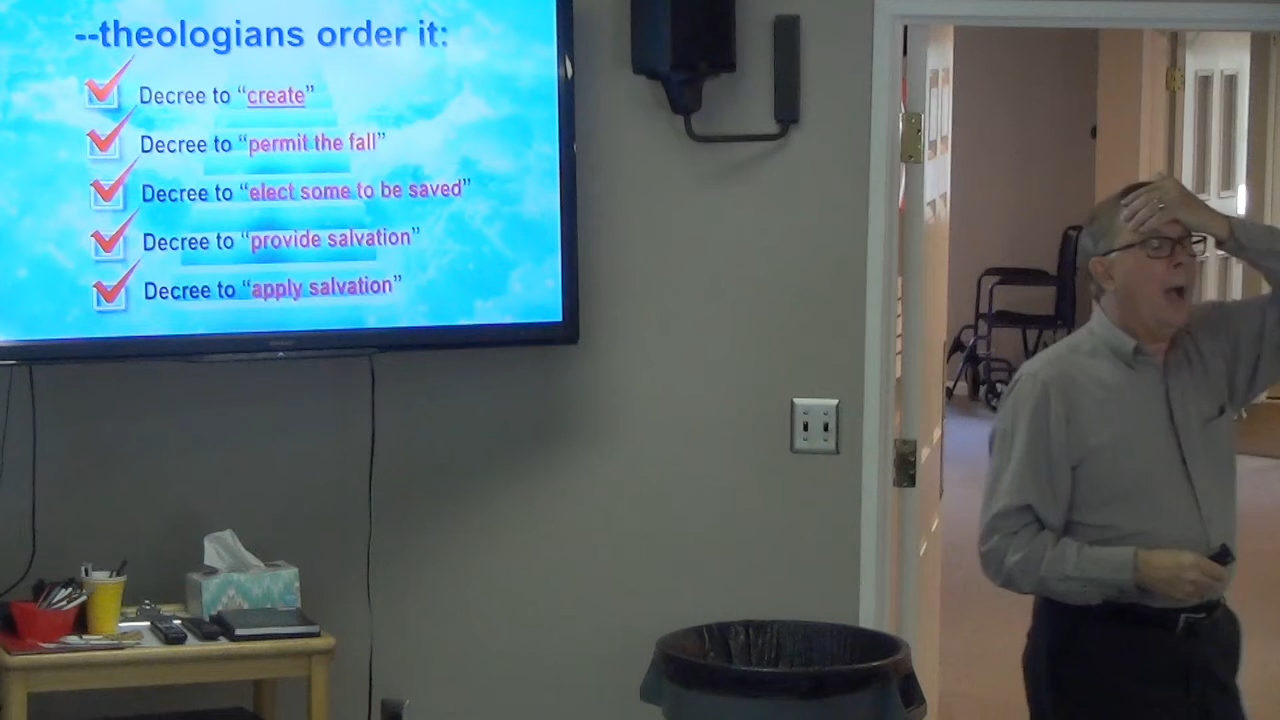 --theologians order it:
Decree to “create”
Decree to “permit the fall”
Decree to “elect some to be saved”
Decree to “provide salvation”
Decree to “apply salvation”